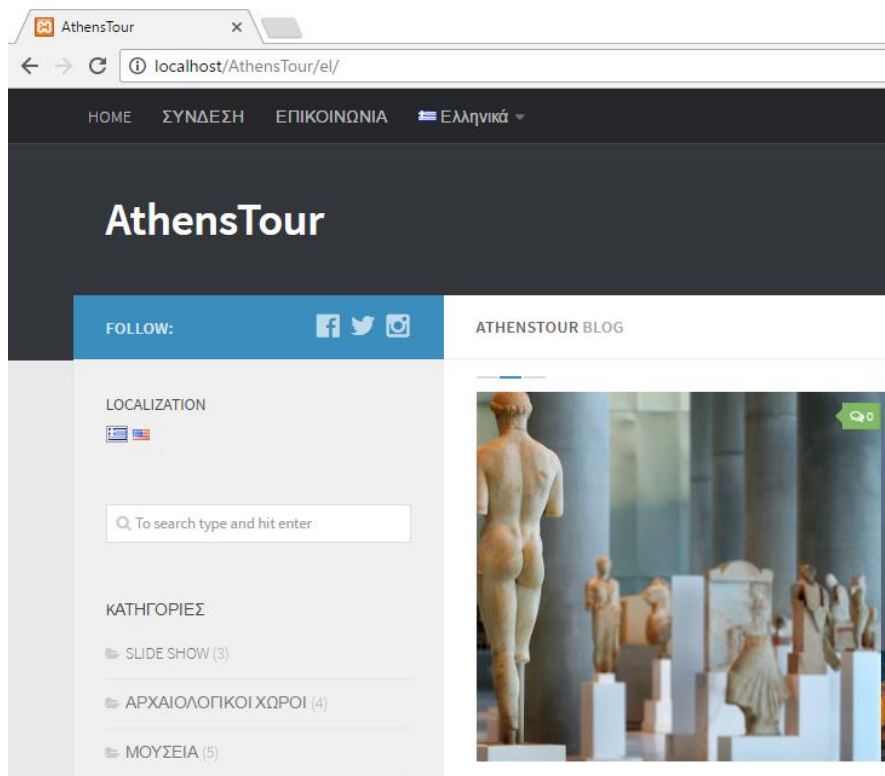 AthensTour
localhost/AthensTour/el/
HOME ΣΥΝΔΕΣΗ ΕΠΙΚΟΙΝΩΝΙΑ Ελληνικά
AthensTour
FOLLOW:
ATHENSTOUR BLOG
LOCALIZATION
0
To search type and hit enter
ΚΑΤΗΓΟΡΙΕΣ
SLIDE SHOW (3)
ΑΡΧΑΙΟΛΟΓΙΚΟΙ ΧΩΡΟΙ (4)
ΜΟΥΣΕΙΑ (5)